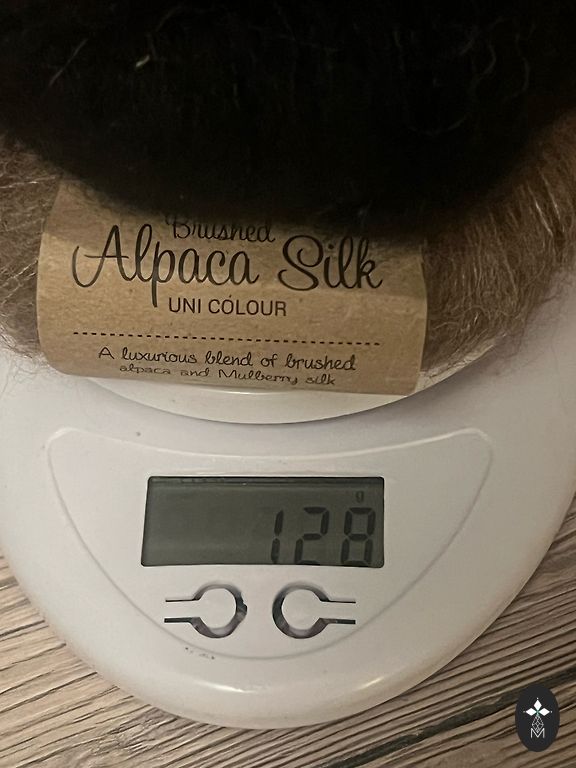 Brushed
Alpaca Silk
UNI COLOUR
A luxurious blend of brushed
alpaca and Mulberry silk
g
128
M